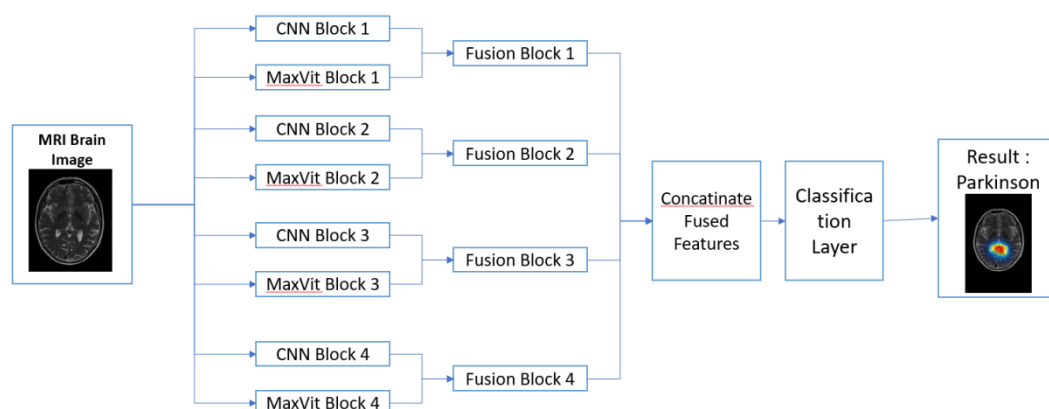 MRI Brain
Image
CNN Block 1
MaxVit Block 1
CNN Block 2
MaxVit Block 2
CNN Block 3
MaxVit Block 3
CNN Block 4
MaxVit Block 4
Fusion Block 1
Fusion Block 2
Fusion Block 3
Fusion Block 4
Concatinate
Fused
Features
Classifica
tion
Layer
Result :
Parkinson